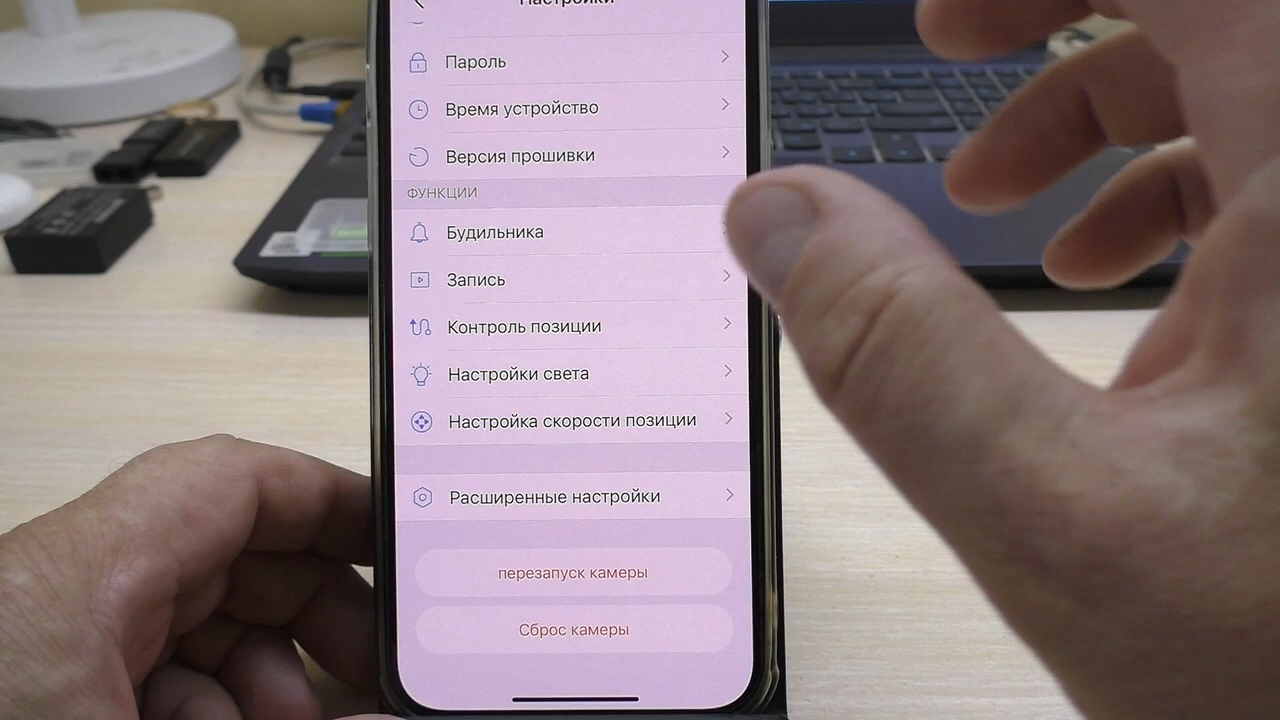 Настройки
Пароль
Время устройство
Версия прошивки
ФУНКЦИИ
Будильника
Запись
Контроль позиции
Настройки света
Настройка скорости позиции
Расширенные настройки
перезапуск камеры
Сброс камеры